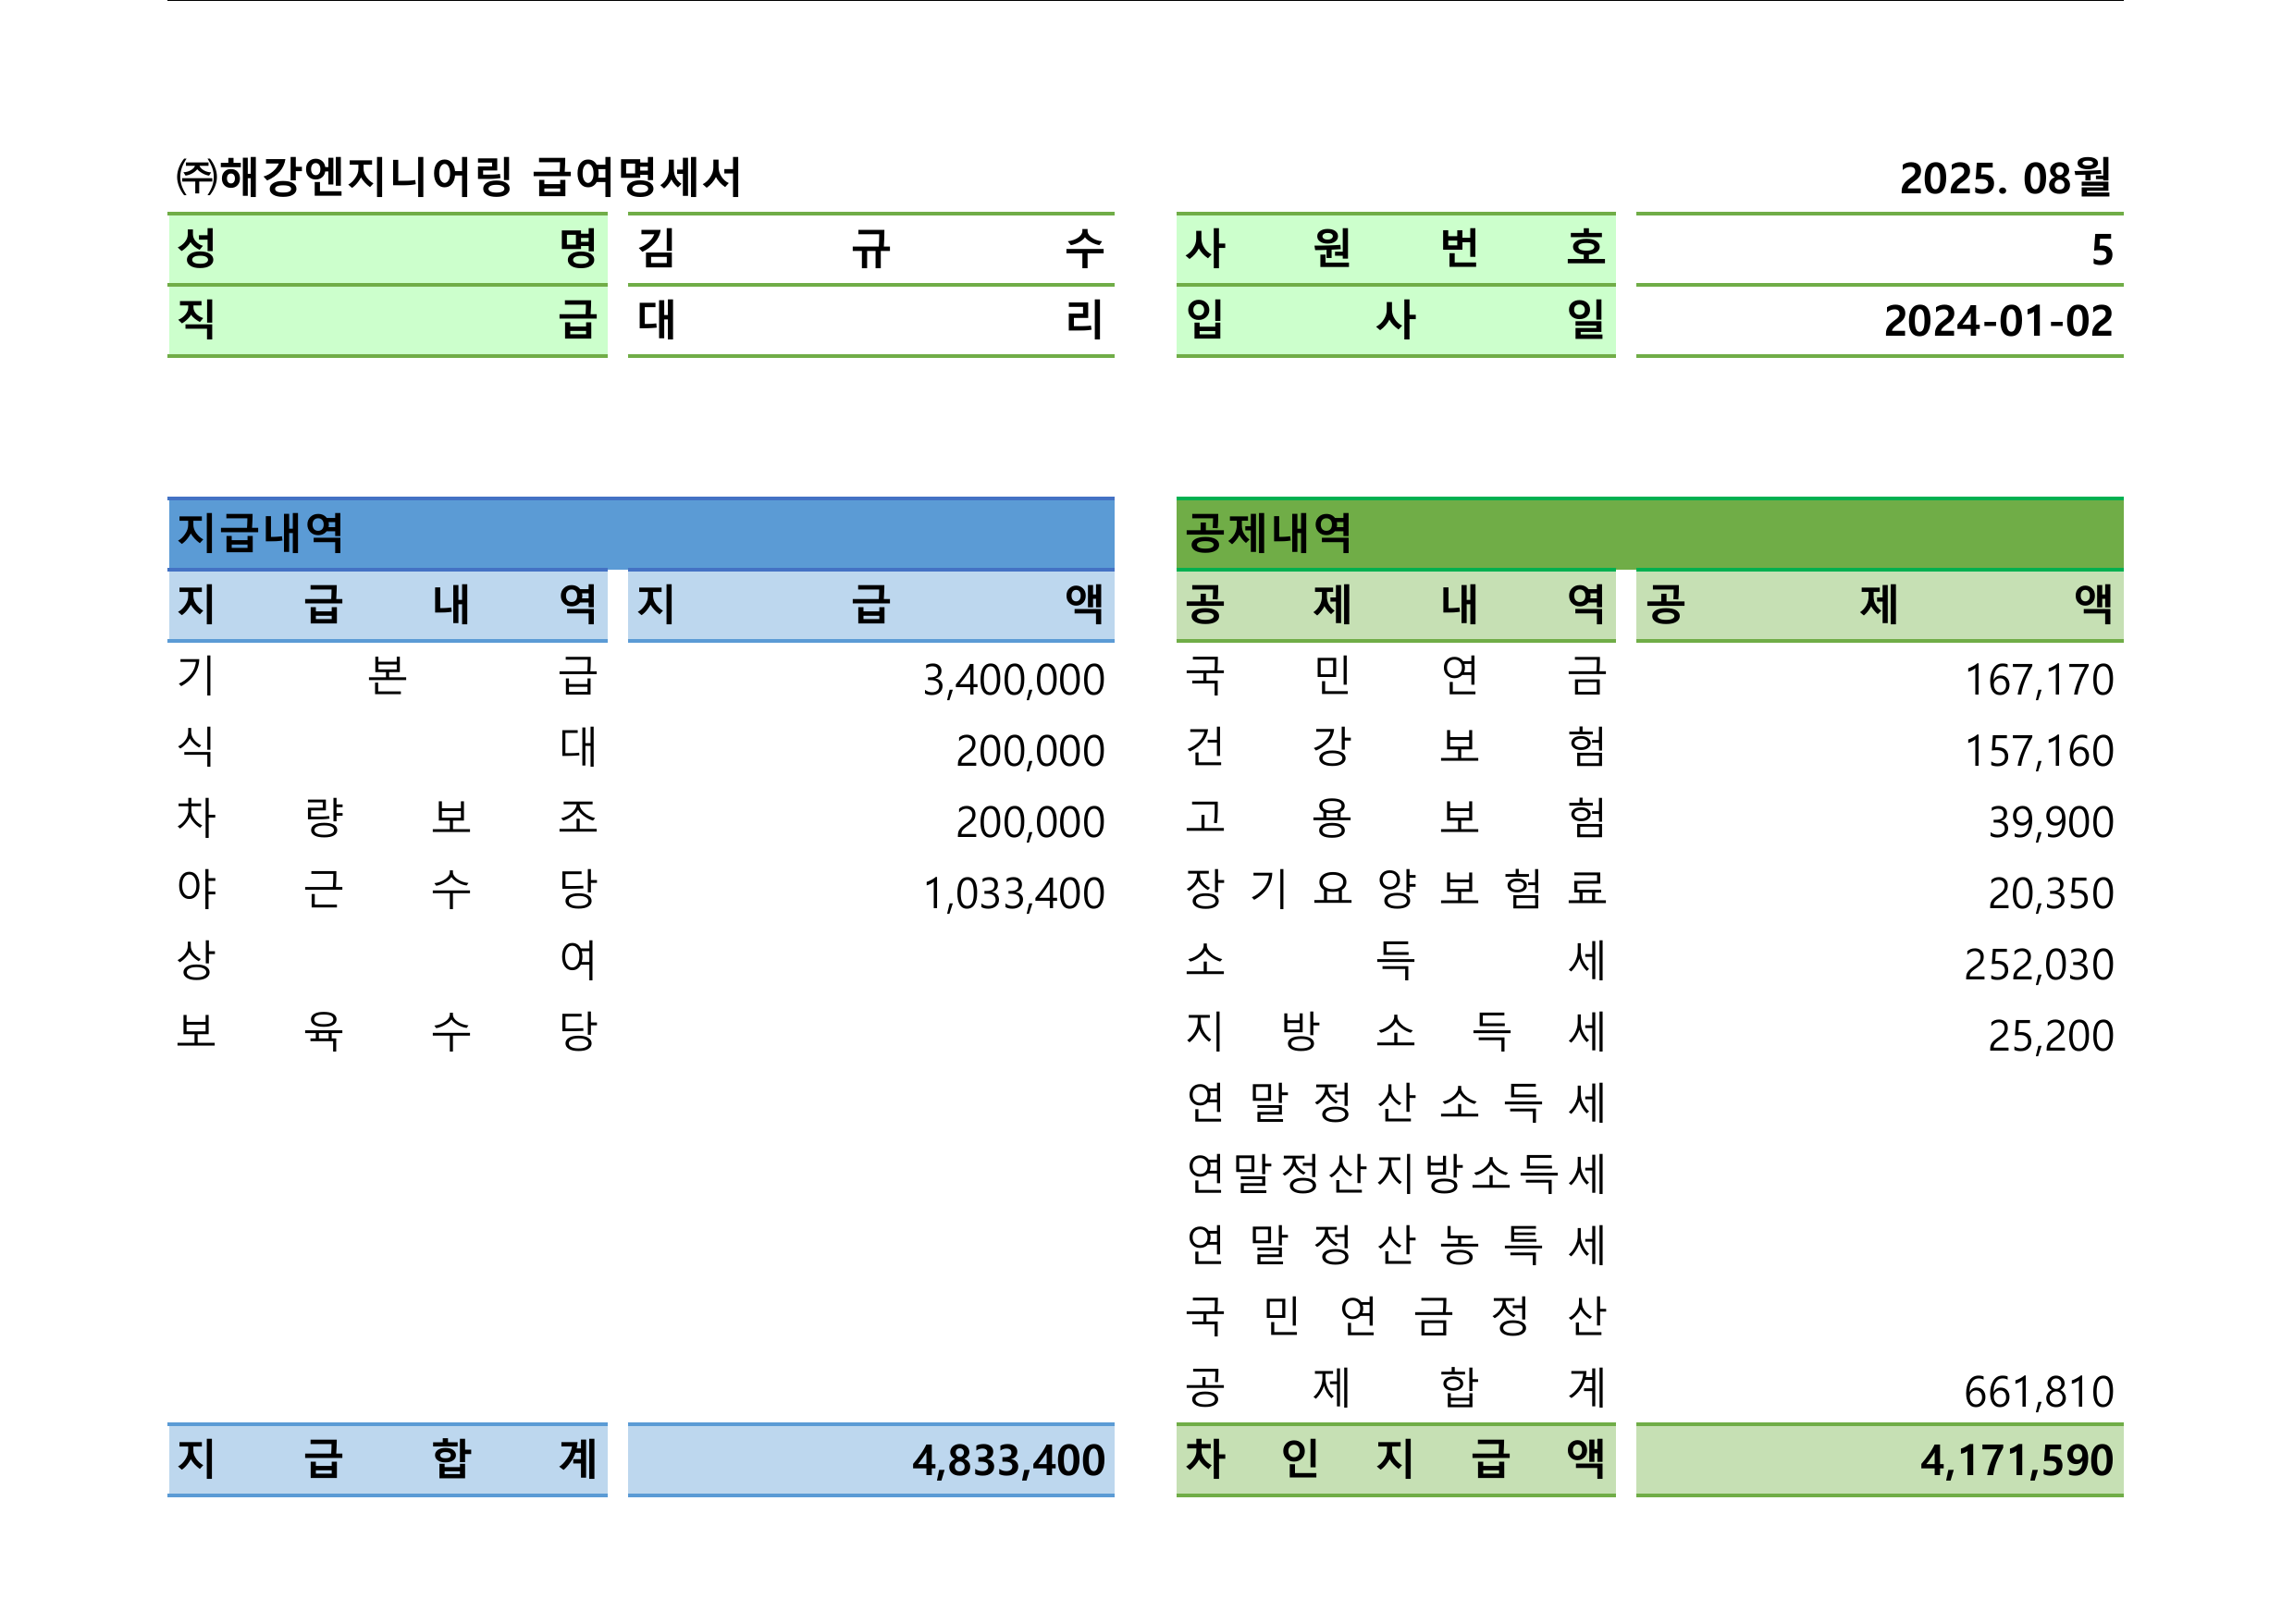 ㈜해강엔지니어링 급여명세서 2025. 08월
성명 김규수 사원번호 5
직급 대리 입사일 2024-01-02
지급내역 공제내역
지급내역 지급액 공제내역 공제액
기본급 3,400,000 국민연금 167,170
식대 200,000 건강보험 157,160
차량보조 200,000 고용보험 39,900
야근수당 1,033,400 장기요양보험료 20,350
상여 소득세 252,030
보육수당 지방소득세 25,200
연말정산소득세
연말정산지방소득세
연말정산농특세
국민연금정산
공제합계 661,810
지급합계 4,833,400 차인지급액 4,171,590